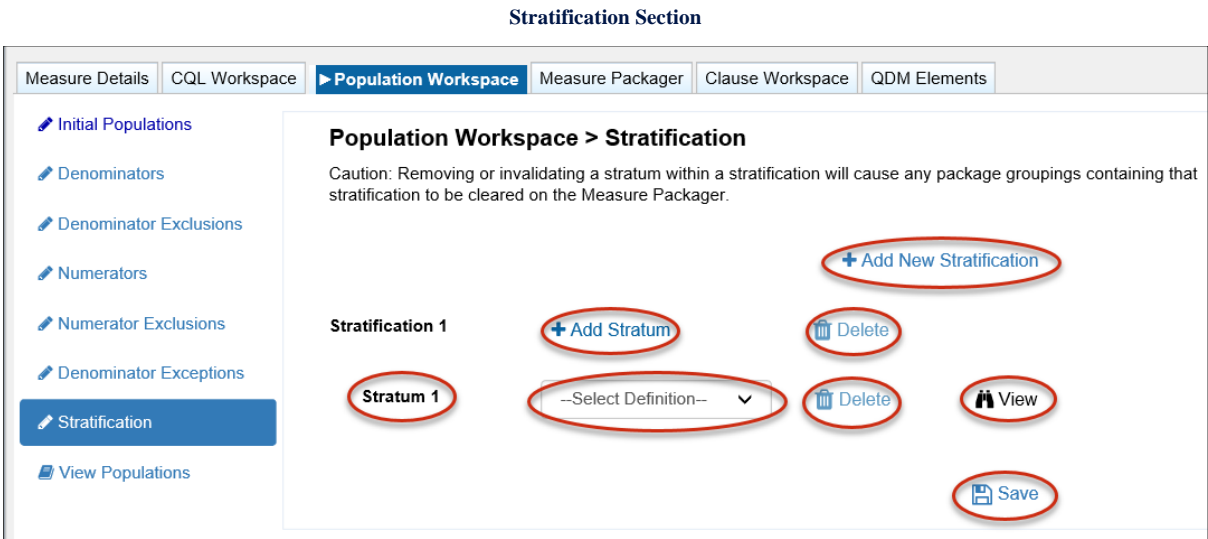 Stratification Section
Measure Details CQL Workspace ▶Population Workspace Measure Packager Clause Workspace QDM Elements
Initial Populations
Denominators
Denominator Exclusions
Numerators
Numerator Exclusions
Denominator Exceptions
Stratification
View Populations
Population Workspace > Stratification
Caution: Removing or invalidating a stratum within a stratification will cause any package groupings containing that
stratification to be cleared on the Measure Packager.
+ Add New Stratification
Stratification 1 + Add Stratum Delete
Stratum 1 --Select Definition-- Delete View
Save